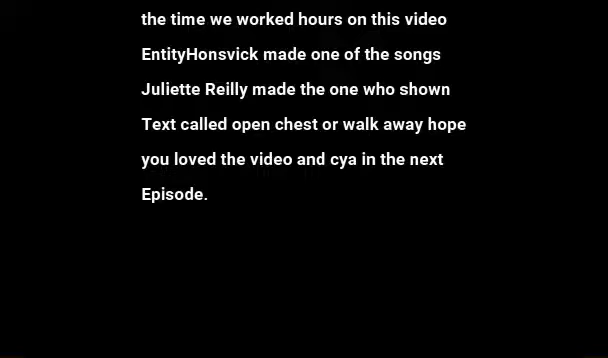 the time we worked hours on this video
EntityHonsvick made one of the songs
Juliette Reilly made the one who shown
Text called open chest or walk away hope
you loved the video and cya in the next
Episode.